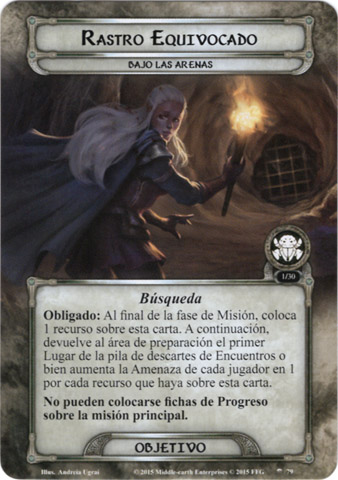 RASTRO EQUIVOCADO
BAJO LAS ARENAS
1/30
Búsqueda
Obligado: Al final de la fase de Misión, coloca
1 recurso sobre esta carta. A continuación,
devuelve al área de preparación el primer
Lugar de la pila de descartes de Encuentros o
bien aumenta la Amenaza de cada jugador en 1
por cada recurso que haya sobre esta carta.
No pueden colocarse fichas de Progreso
sobre la misión principal.
OBJETIVO
Illus. Andreia Ugrai
©2015 Middle-earth Enterprises © 2015 FFG
79